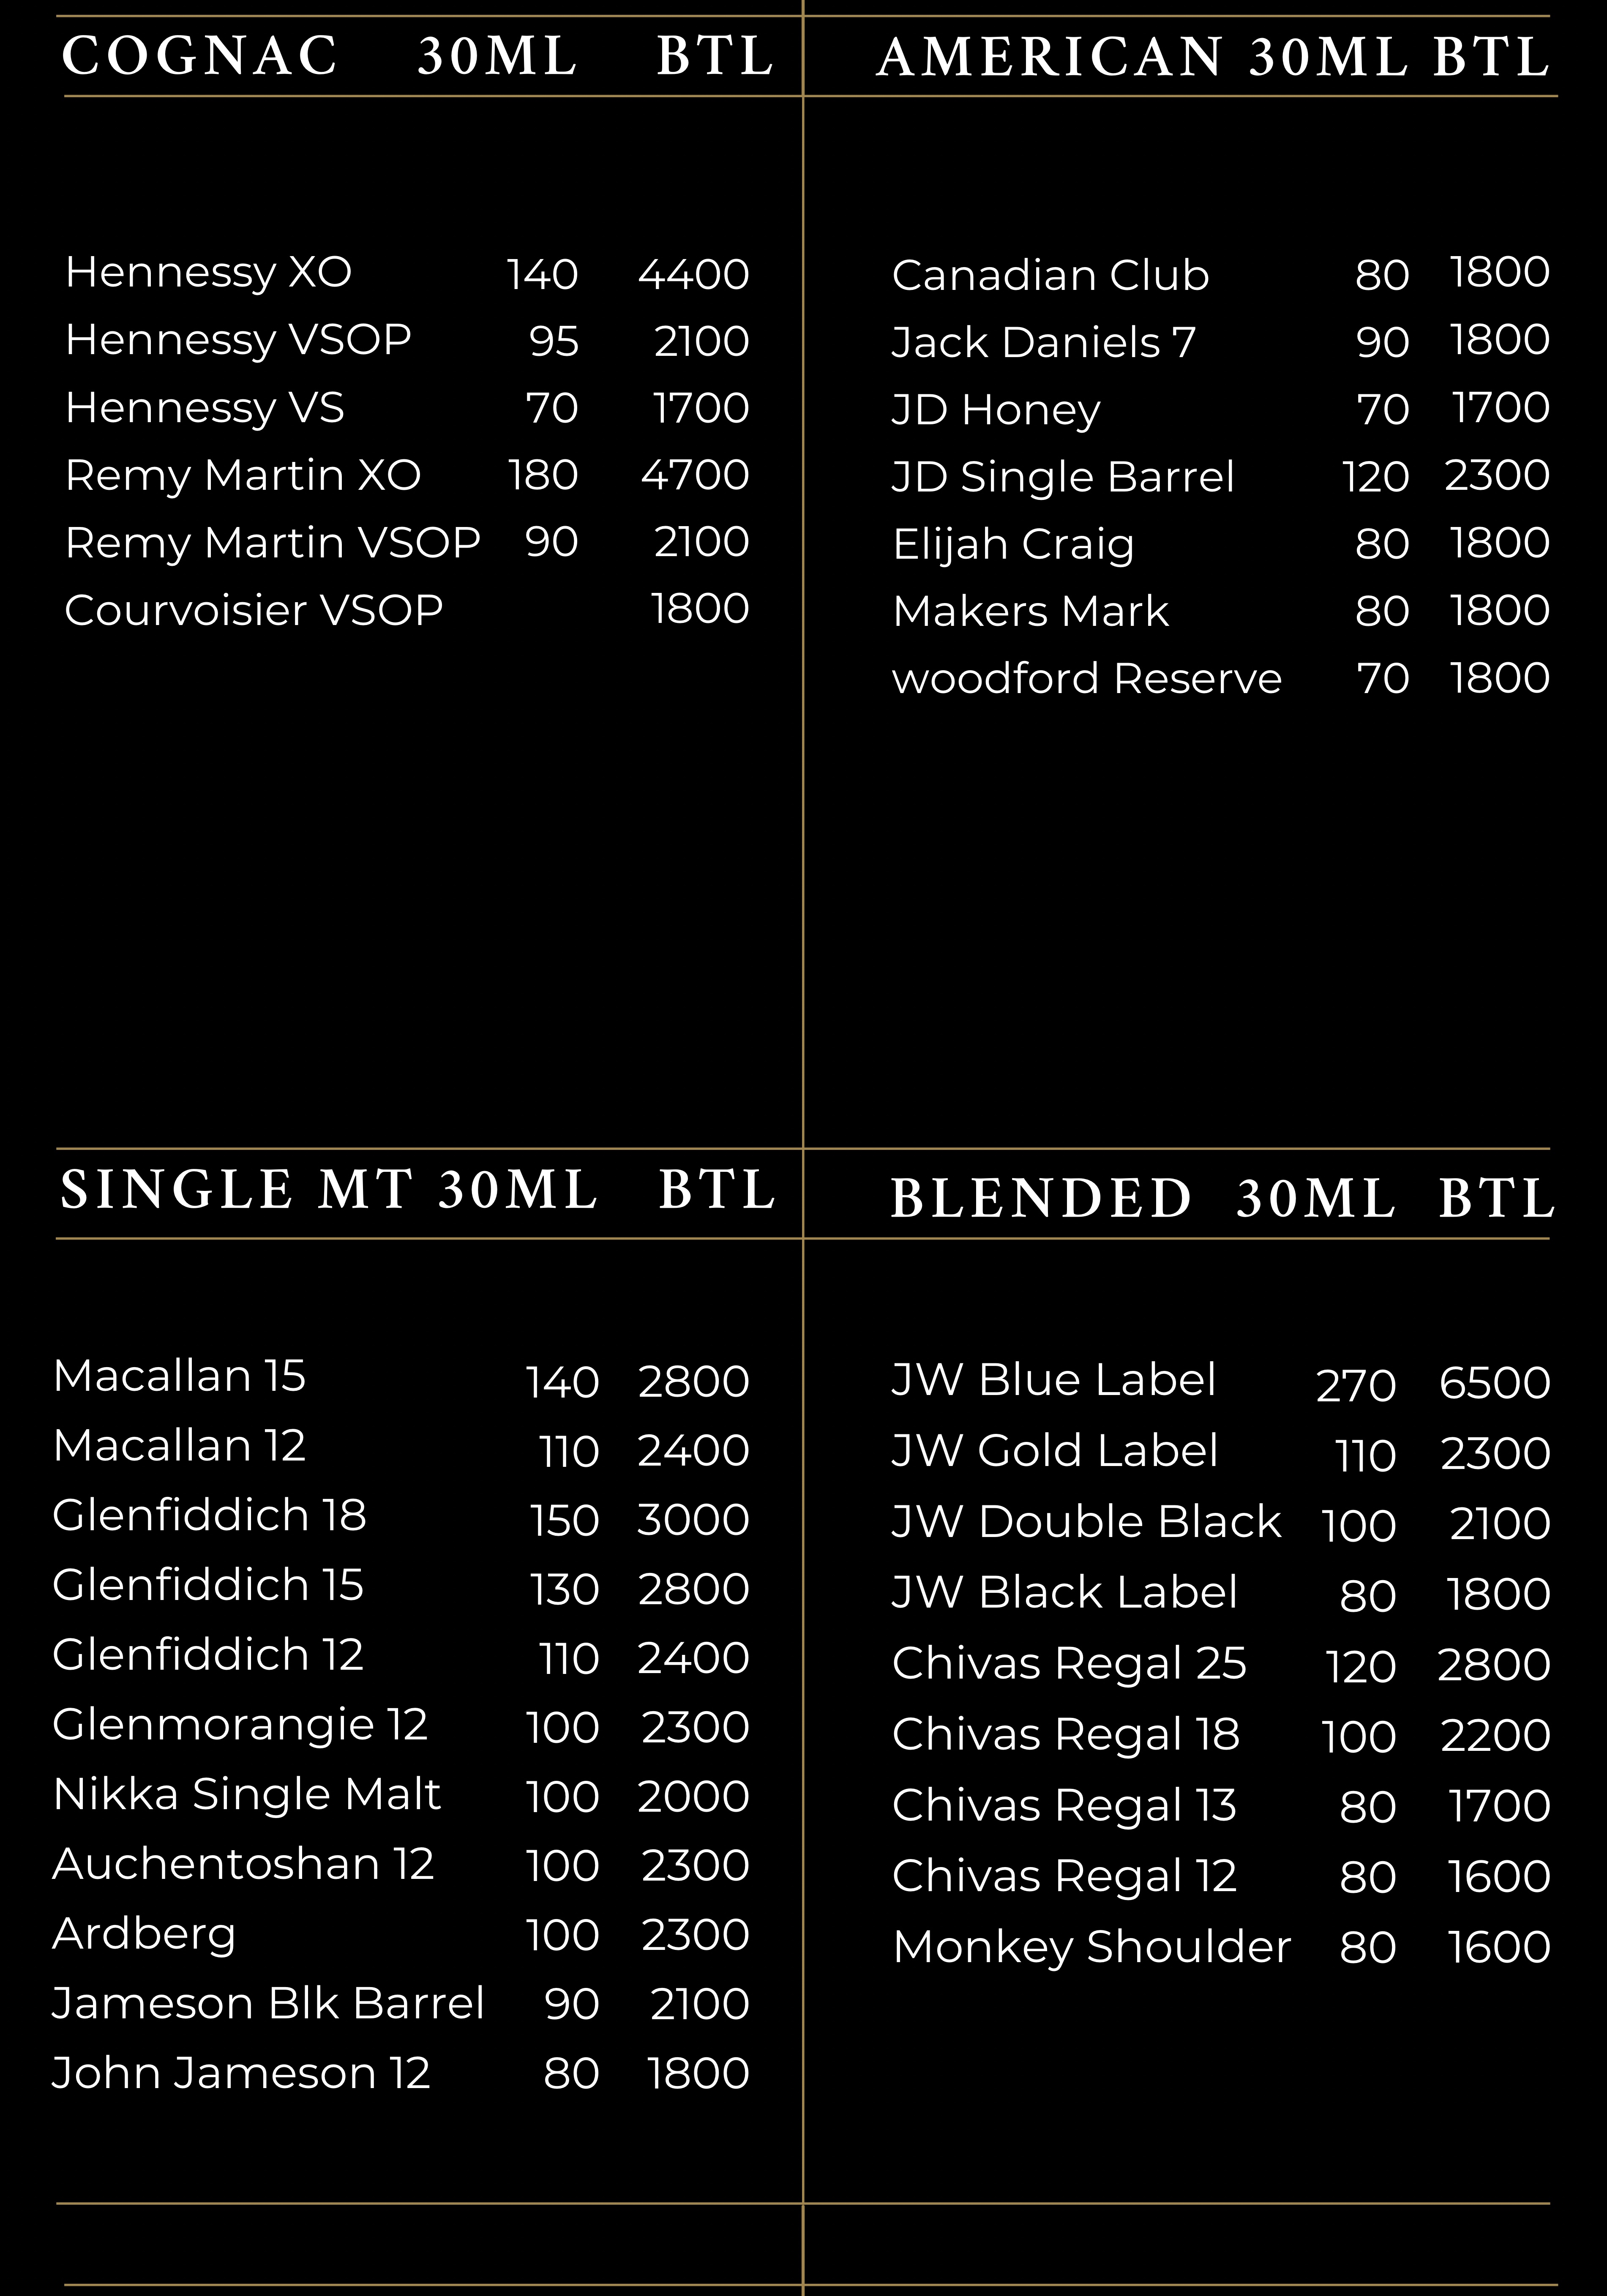 COGNAC 30ML BTL
Hennessy XO 140 4400
Hennessy VSOP 95 2100
Hennessy VS 70 1700
Remy Martin XO 180 4700
Remy Martin VSOP 90 2100
Courvoisier VSOP 1800
AMERICAN 30ML BTL
Canadian Club 80 1800
Jack Daniels 7 90 1800
JD Honey 70 1700
JD Single Barrel 120 2300
Elijah Craig 80 1800
Makers Mark 80 1800
woodford Reserve 70 1800
SINGLE MT 30ML BTL
Macallan 15 140 2800
Macallan 12 110 2400
Glenfiddich 18 150 3000
Glenfiddich 15 130 2800
Glenfiddich 12 110 2400
Glenmorangie 12 100 2300
Nikka Single Malt 100 2000
Auchentoshan 12 100 2300
Ardberg 100 2300
Jameson Blk Barrel 90 2100
John Jameson 12 80 1800
BLENDED 30ML BTL
JW Blue Label 270 6500
JW Gold Label 110 2300
JW Double Black 100 2100
JW Black Label 80 1800
Chivas Regal 25 120 2800
Chivas Regal 18 100 2200
Chivas Regal 13 80 1700
Chivas Regal 12 80 1600
Monkey Shoulder 80 1600